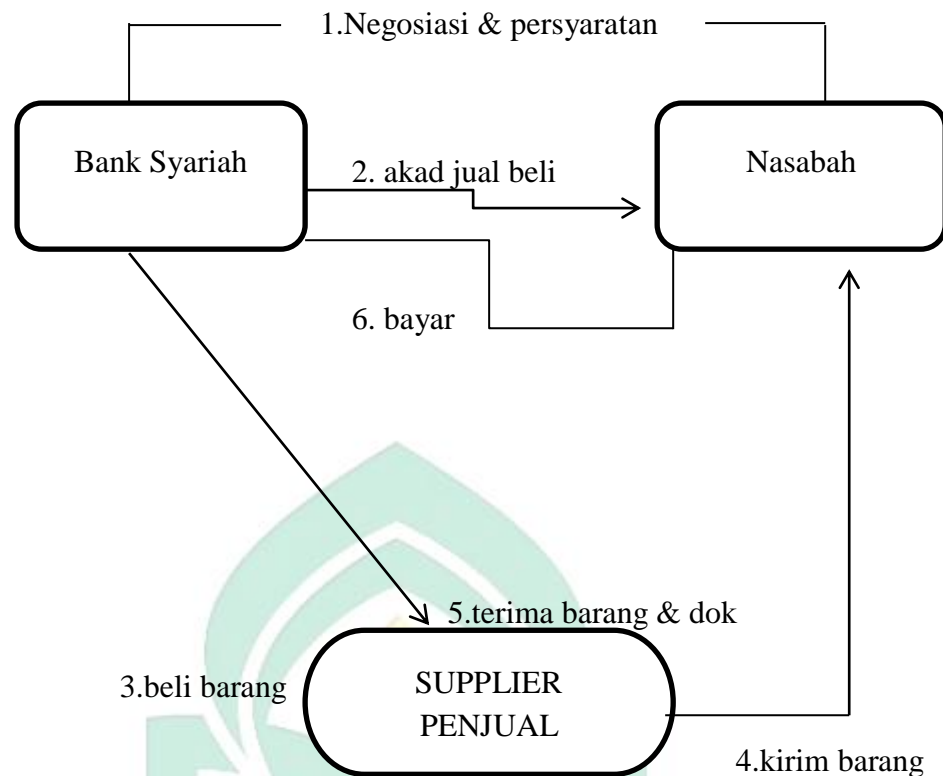 1.Negosiasi & persyaratan
Bank Syariah
Nasabah
2. akad jual beli
6. bayar
5.terima barang & dok
3.beli barang
SUPPLIER
PENJUAL
4.kirim barang